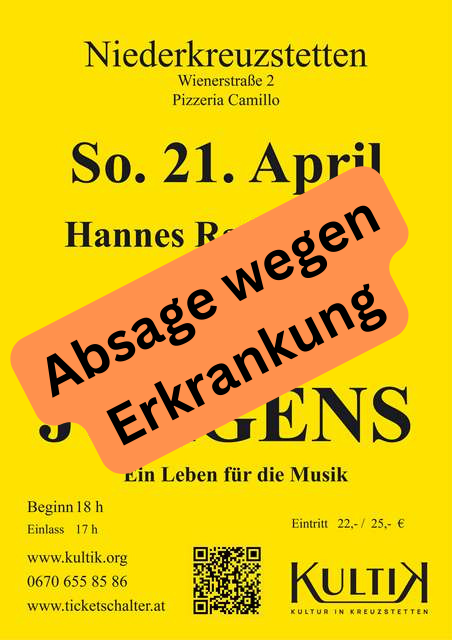 Niederkreuzstetten
Wienerstraße 2
Pizzeria Camillo
So. 21. April
Hannes
Absage wegen
Erkrankung
Ein Leben für die Musik
Beginn 18 h
Einlass 17 h
Eintritt 22,- / 25,- €
www.kultik.org
0670 655 85 86
www.ticketschalter.at
KULTIK
KULTUR IN KREUZSTETTEN